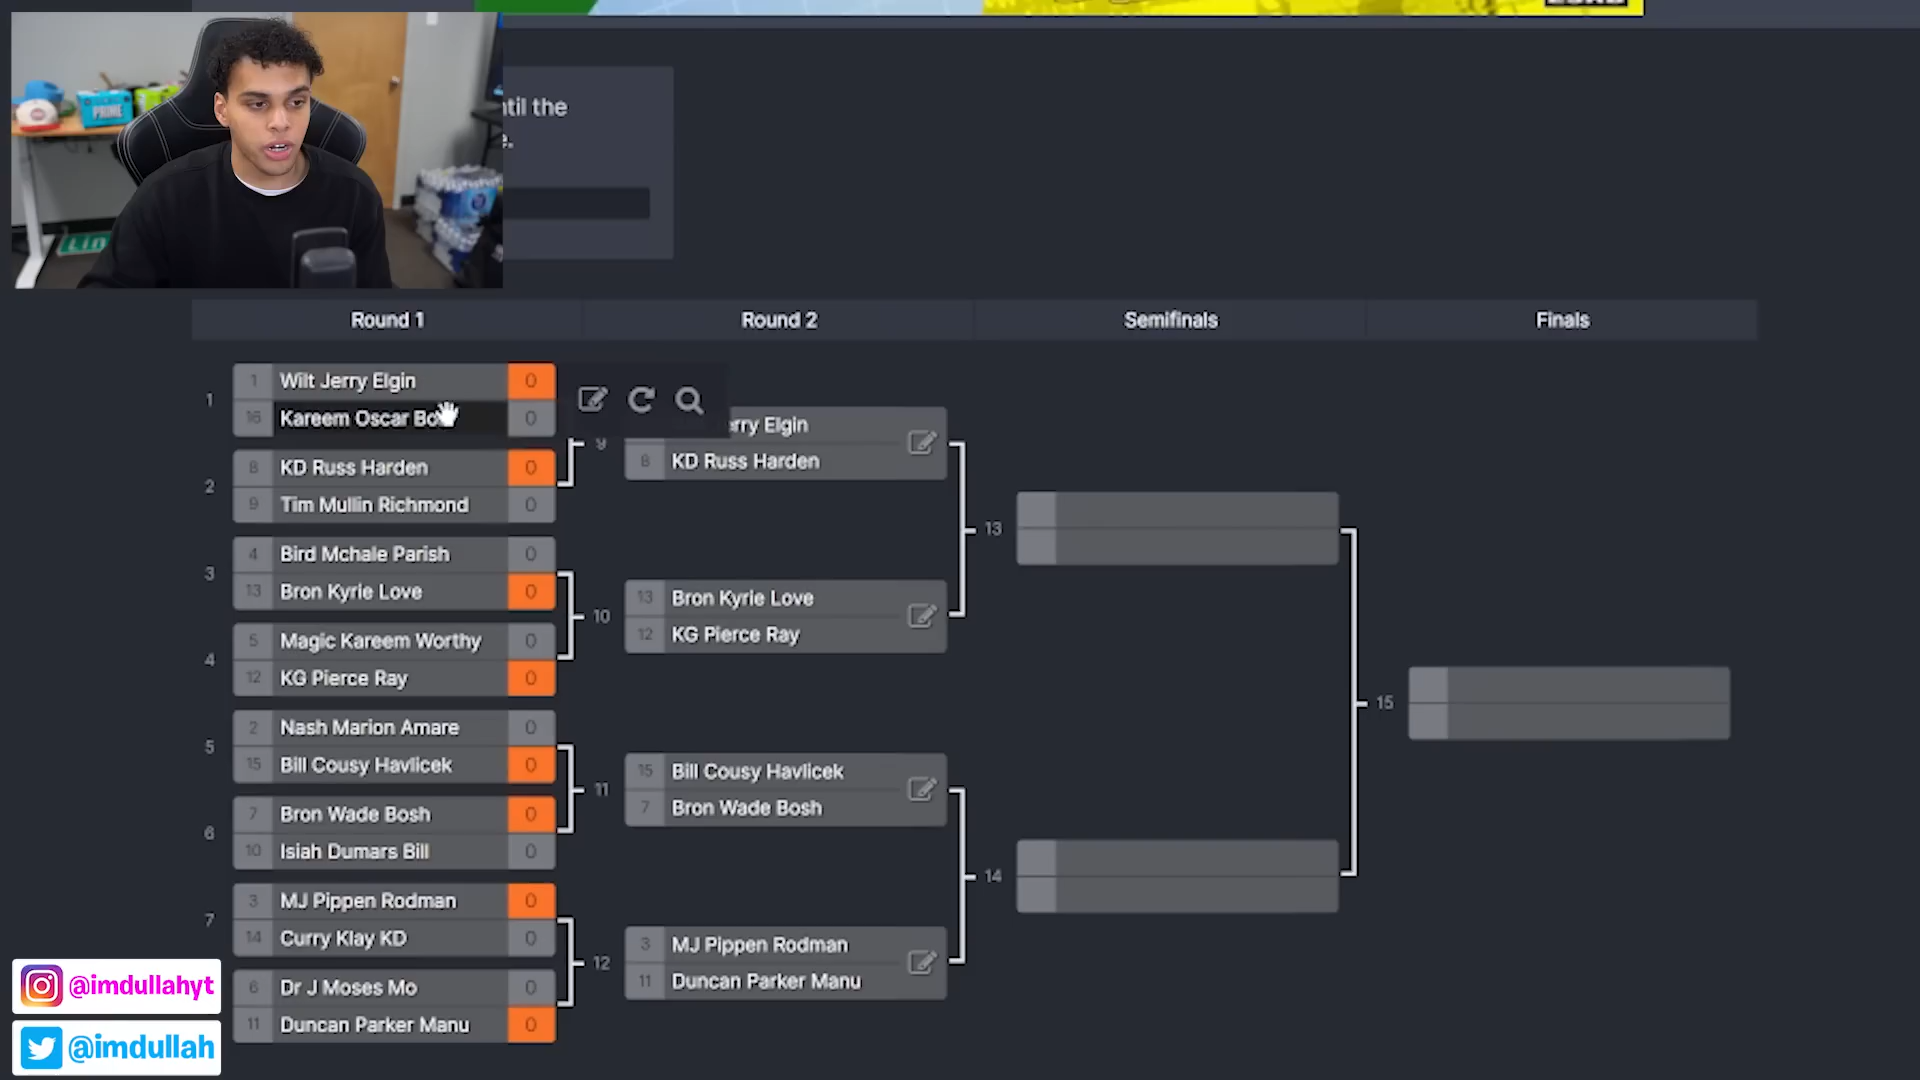 PRIME
Lin
til the
e.
Round 1
Round 2
Semifinals
Finals
1
1 Wilt Jerry Elgin 0
16 Kareem Oscar 0
2
8 KD Russ Harden 0
9 Tim Mullin Richmond 0
3
4 Bird Mchale Parish 0
13 Bron Kyrie Love 0
4
5 Magic Kareem Worthy 0
12 KG Pierce Ray 0
5
2 Nash Marion Amare 0
15 Bill Cousy Havlicek 0
6
7 Bron Wade Bosh 0
10 Isiah Dumars Bill 0
7
3 MJ Pippen Rodman 0
14 Curry Klay KD 0
6 Dr J Moses Mo 0
11 Duncan Parker Manu 0
9
erry Elgin
8 KD Russ Harden
10
13 Bron Kyrie Love
12 KG Pierce Ray
11
15 Bill Cousy Havlicek
7 Bron Wade Bosh
12
3 MJ Pippen Rodman
11 Duncan Parker Manu
13
14
15
@imdullahyt
@imdullah